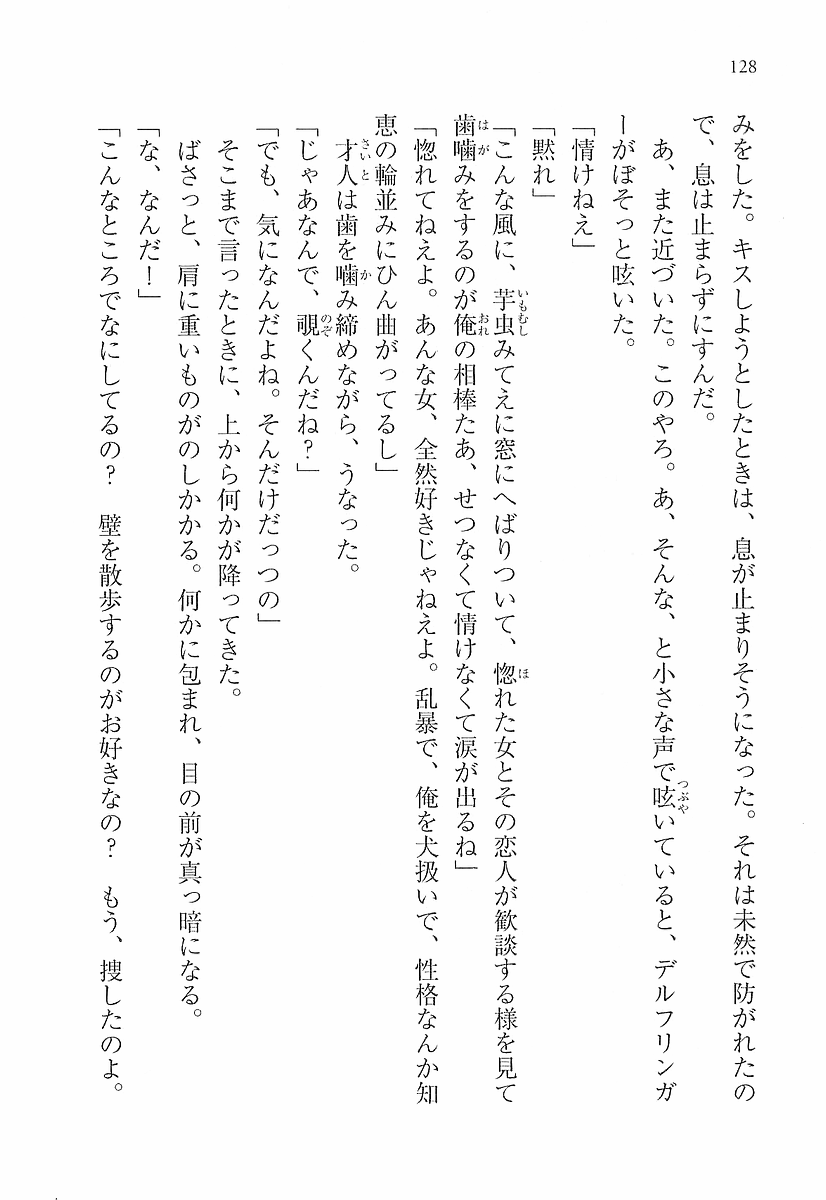 128
みをした。キスしようとしたときは、息が止まりそうになった。それは未然で防がれたの
で、息は止まらずにすんだ。
　あ、また近づいた。このやろ。あ、そんな、と小さな声で呟いていると、デルフリンガ
ーがぼそっと呟いた。
「情けねえ」
「黙れ」
「こんな風に、芋虫みてえに窓にへばりついて、惚れた女とその恋人が歓談する様を見て
歯噛みをするのが俺の相棒たあ、せつなくて情けなくて涙が出るね」
「惚れてねえよ。あんな女、全然好きじゃねえよ。乱暴で、俺を犬扱いで、性格なんか知
恵の輪並みにひん曲がってるし」
　才人は歯を噛み締めながら、うなった。
「じゃあなんで、覗くんだね？」
「でも、気になんだよね。そんだけだっつの」
　そこまで言ったときに、上から何かが降ってきた。
　ばさっと、肩に重いものがのしかかる。何かに包まれ、目の前が真っ暗になる。
「な、なんだ！」
「こんなところでなにしてるの？　壁を散歩するのがお好きなの？　もう、捜したのよ。